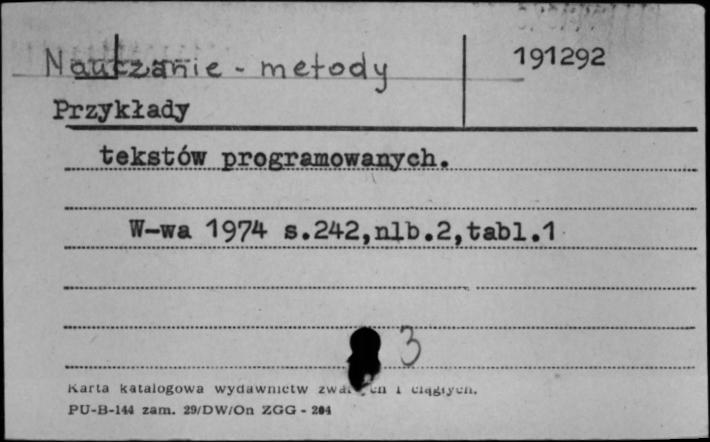 Nauczanie - metody
191292
Przykłady
tekstów programowanych.
W-wa 1974 s.242,nlb.2,tabl.1
3
Karta katalogowa wydawnictw i ciągłych.
PU-B-144 zam. 29/DW/On ZGG - 204